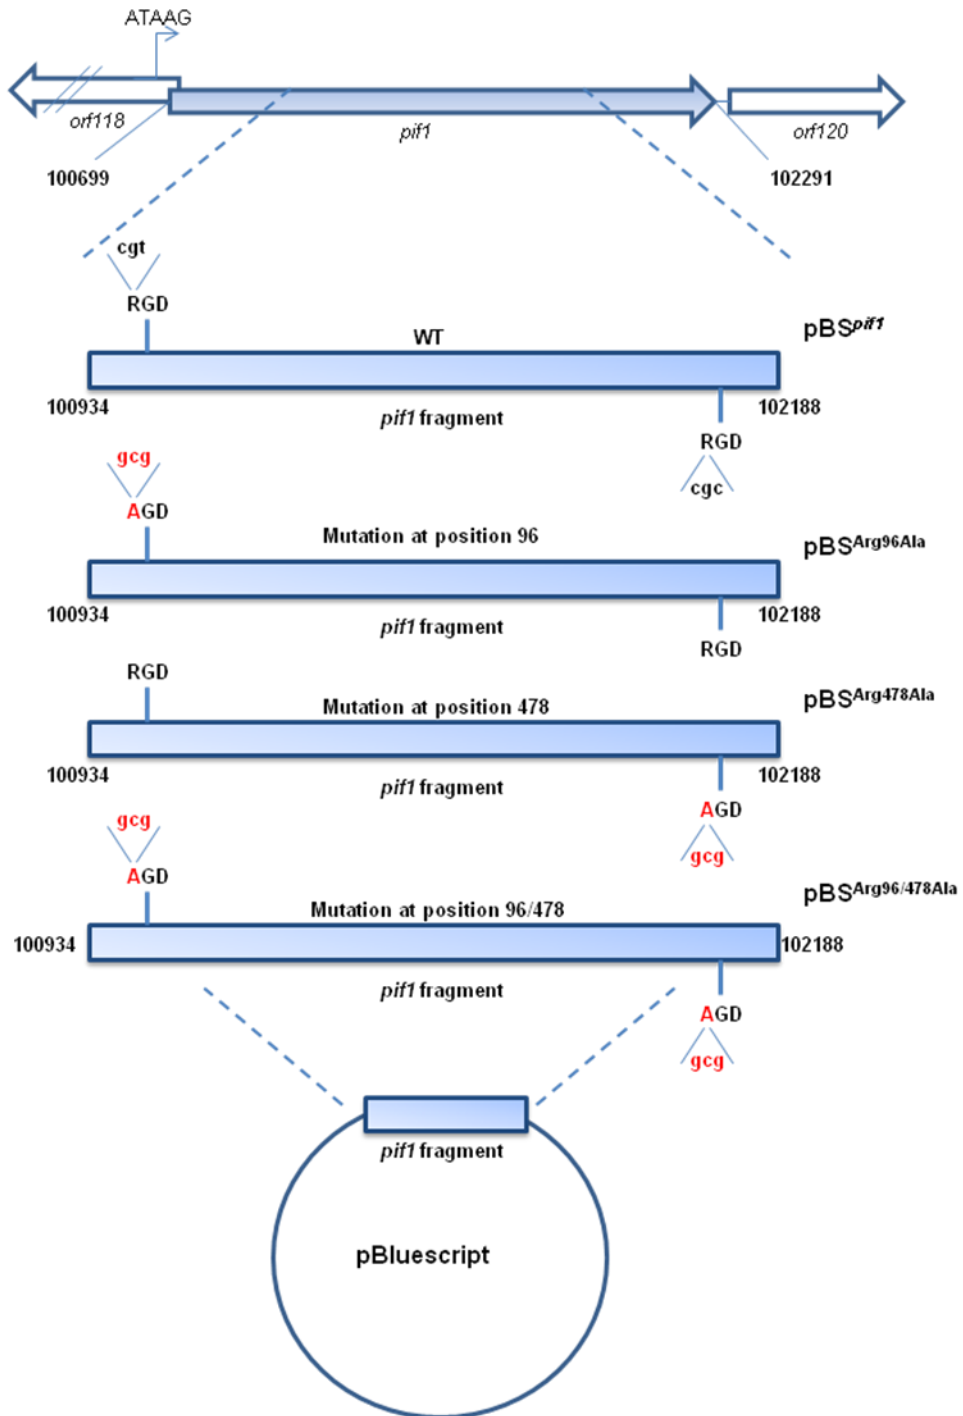 ATAAG
orf118
pif1
orf120
100699
102291
cgt
RGD
WT
pBSpif1
100934
pif1 fragment
102188
RGD
cgc
gcg
AGD
Mutation at position 96
pBSArg96Ala
100934
pif1 fragment
102188
RGD
RGD
Mutation at position 478
pBSArg478Ala
100934
pif1 fragment
102188
AGD
gcg
gcg
AGD
Mutation at position 96/478
pBSArg96/478Ala
100934
102188
pif1 fragment
AGD
gcg
pif1 fragment
pBluescript